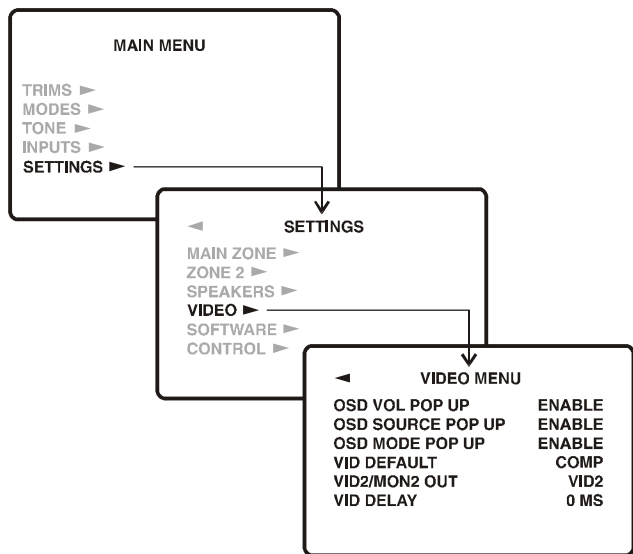 MAIN MENU
TRIMS ►
MODES ►
TONE ►
INPUTS ►
SETTINGS ►
◄ SETTINGS
MAIN ZONE ►
ZONE 2 ►
SPEAKERS ►
VIDEO ►
SOFTWARE ►
CONTROL ►
◄ VIDEO MENU
OSD VOL POP UP ENABLE
OSD SOURCE POP UP ENABLE
OSD MODE POP UP ENABLE
VID DEFAULT COMP
VID2/MON2 OUT VID2
VID DELAY 0 MS